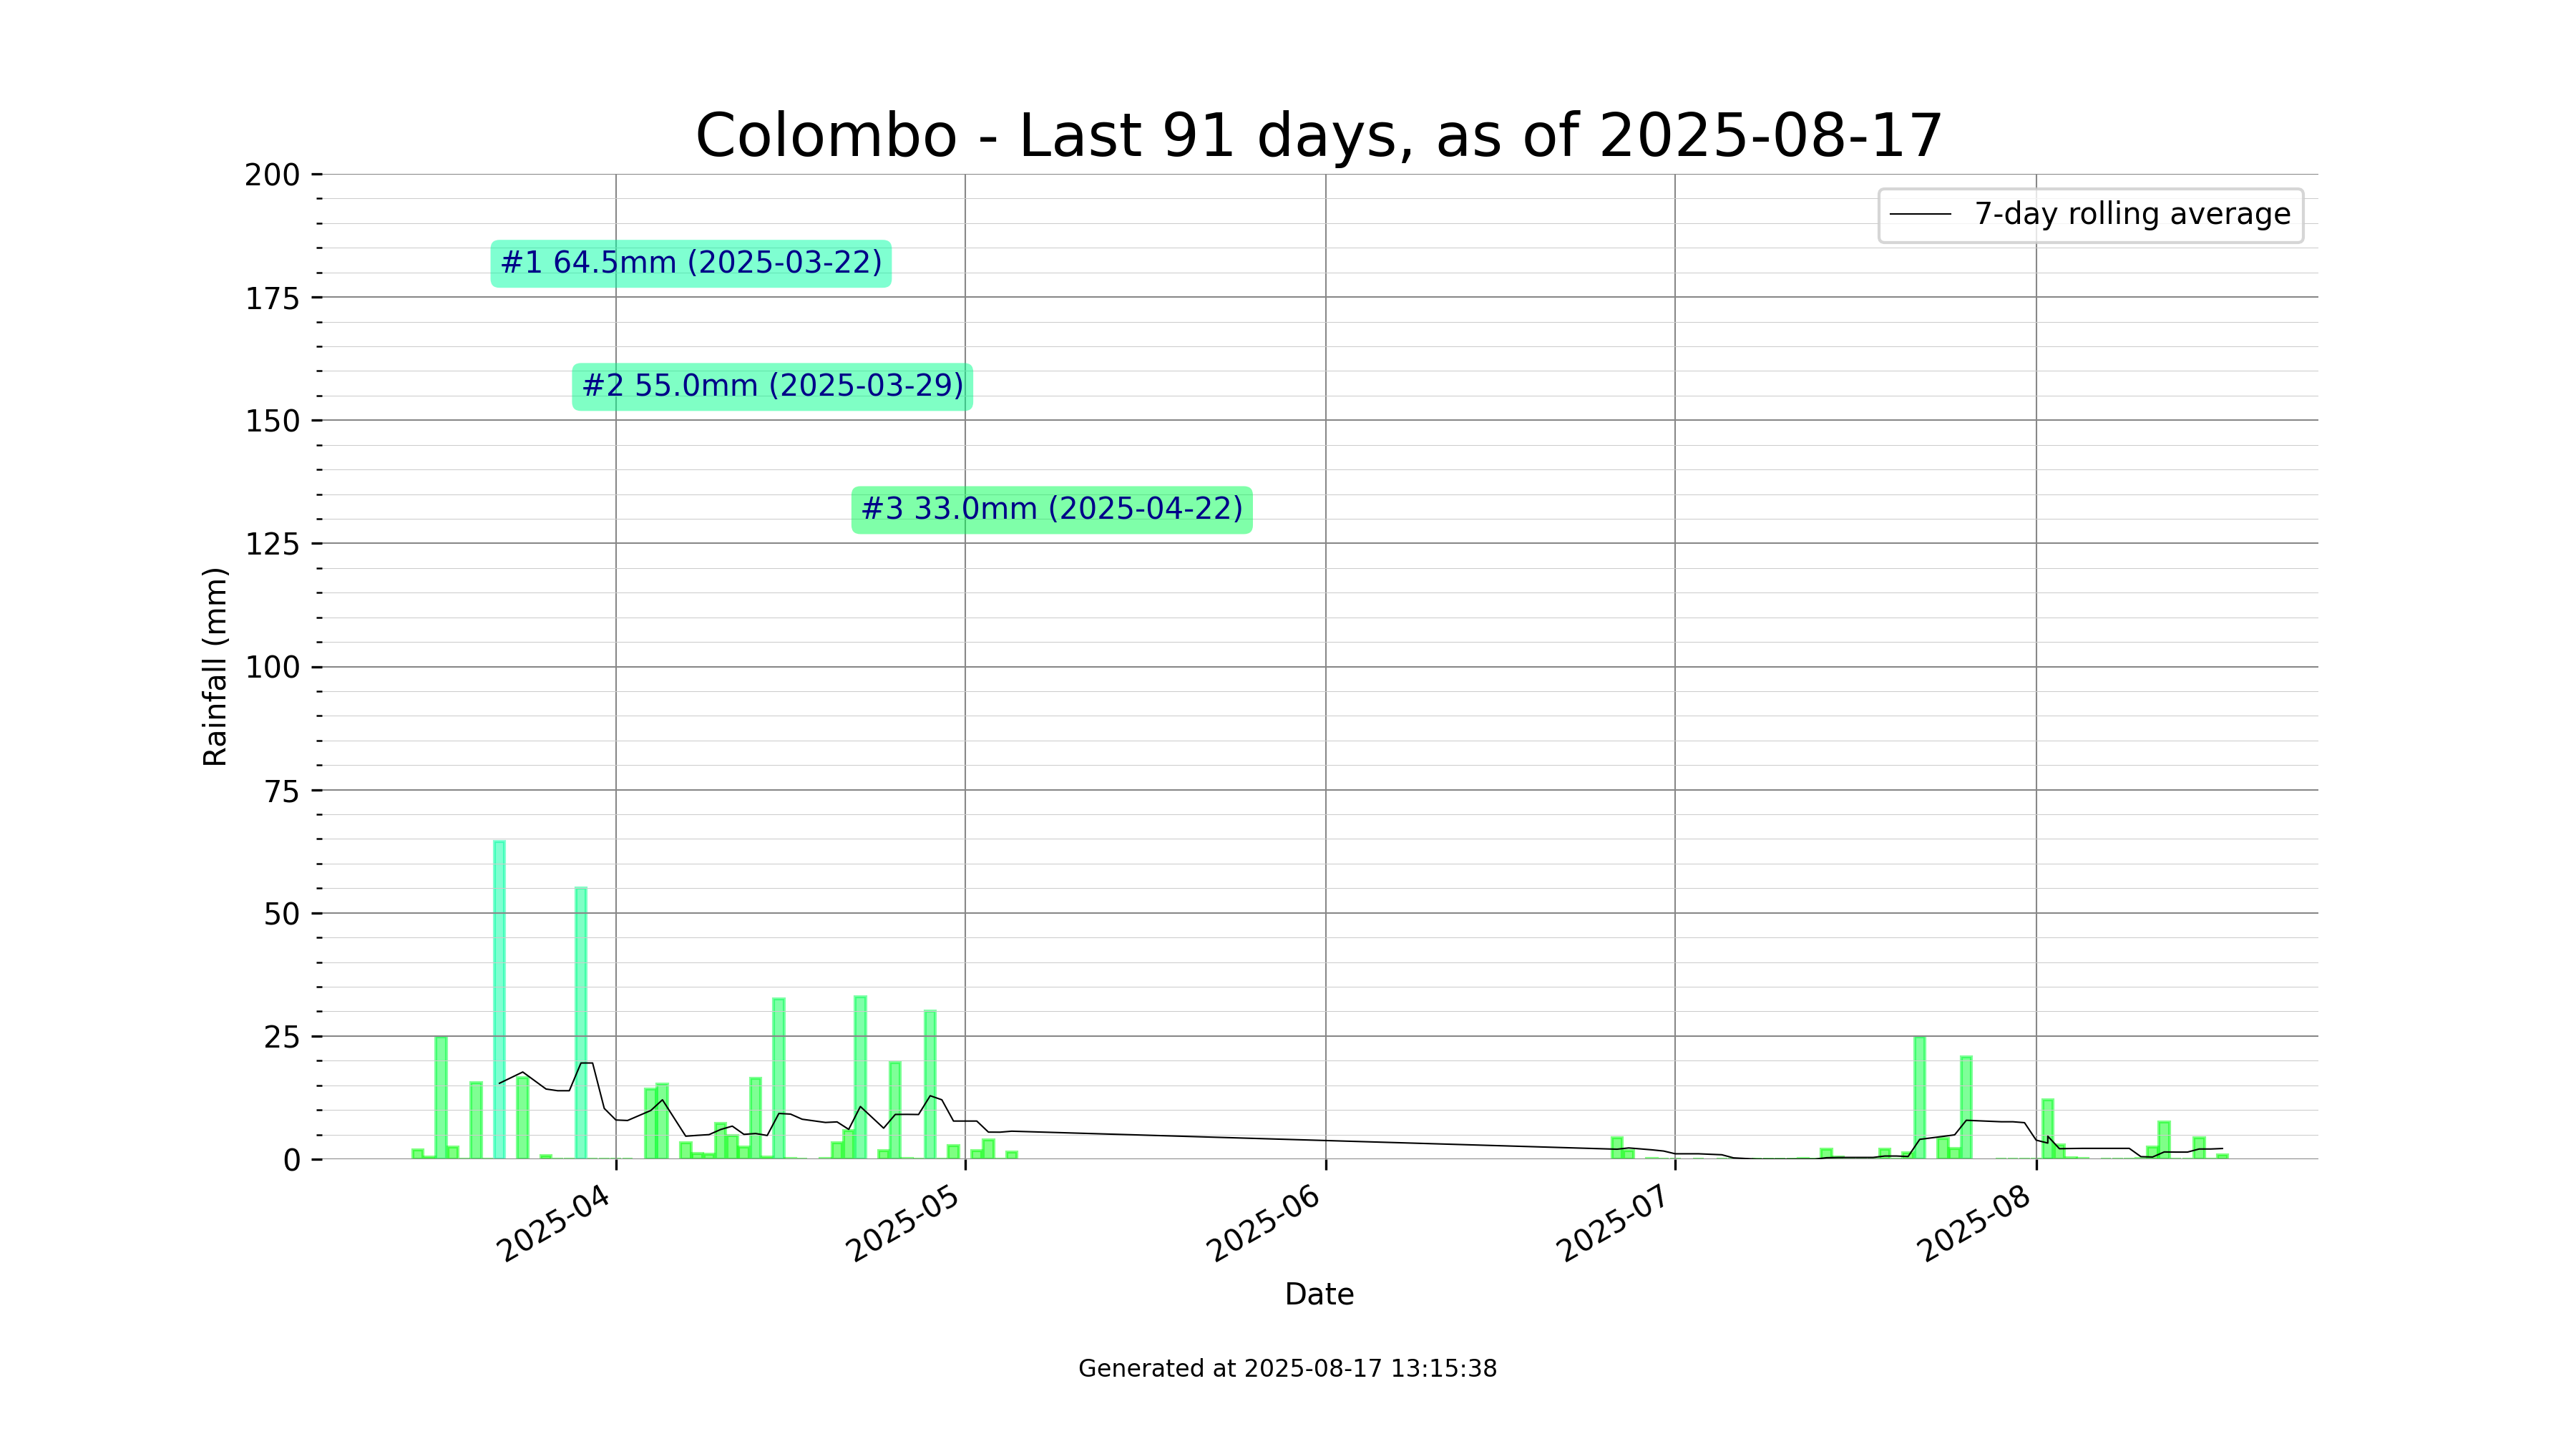 Colombo - Last 91 days, as of 2025-08-17
200
175
150
125
100
75
50
25
0
Rainfall (mm)
7-day rolling average
#1 64.5mm (2025-03-22)
#2 55.0mm (2025-03-29)
#3 33.0mm (2025-04-22)
2025-04
2025-05
2025-06
2025-07
2025-08
Date
Generated at 2025-08-17 13:15:38